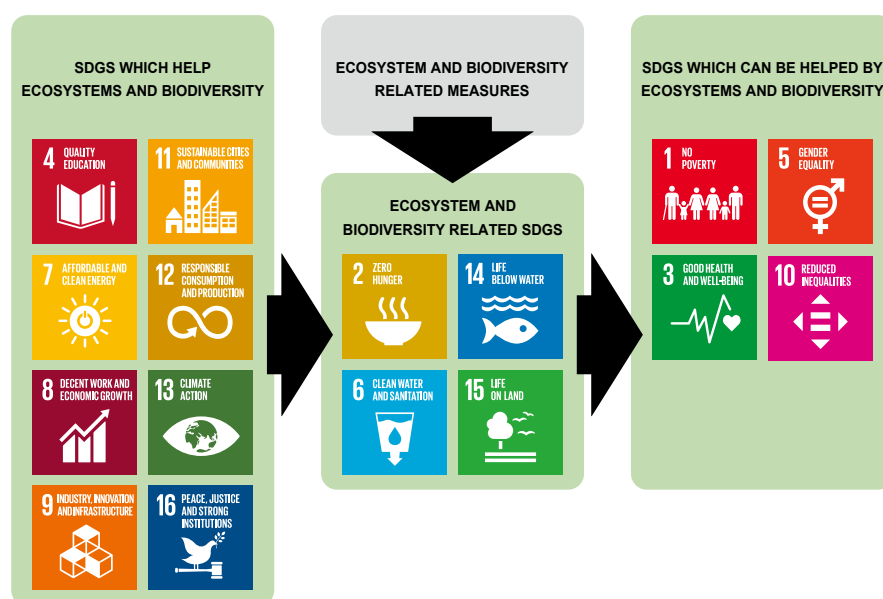 SDGS WHICH HELP
ECOSYSTEMS AND BIODIVERSITY
4 QUALITY
EDUCATION
11 SUSTAINABLE CITIES
AND COMMUNITIES
7 AFFORDABLE AND
CLEAN ENERGY
12 RESPONSIBLE
CONSUMPTION
AND PRODUCTION
8 DECENT WORK AND
ECONOMIC GROWTH
13 CLIMATE
ACTION
9 INDUSTRY, INNOVATION
AND INFRASTRUCTURE
16 PEACE, JUSTICE
AND STRONG
INSTITUTIONS
ECOSYSTEM AND BIODIVERSITY
RELATED MEASURES
ECOSYSTEM AND
BIODIVERSITY RELATED SDGS
2 ZERO
HUNGER
14 LIFE
BELOW WATER
6 CLEAN WATER
AND SANITATION
15 LIFE
ON LAND
SDGS WHICH CAN BE HELPED BY
ECOSYSTEMS AND BIODIVERSITY
1 NO
POVERTY
5 GENDER
EQUALITY
3 GOOD HEALTH
AND WELL-BEING
10 REDUCED
INEQUALITIES